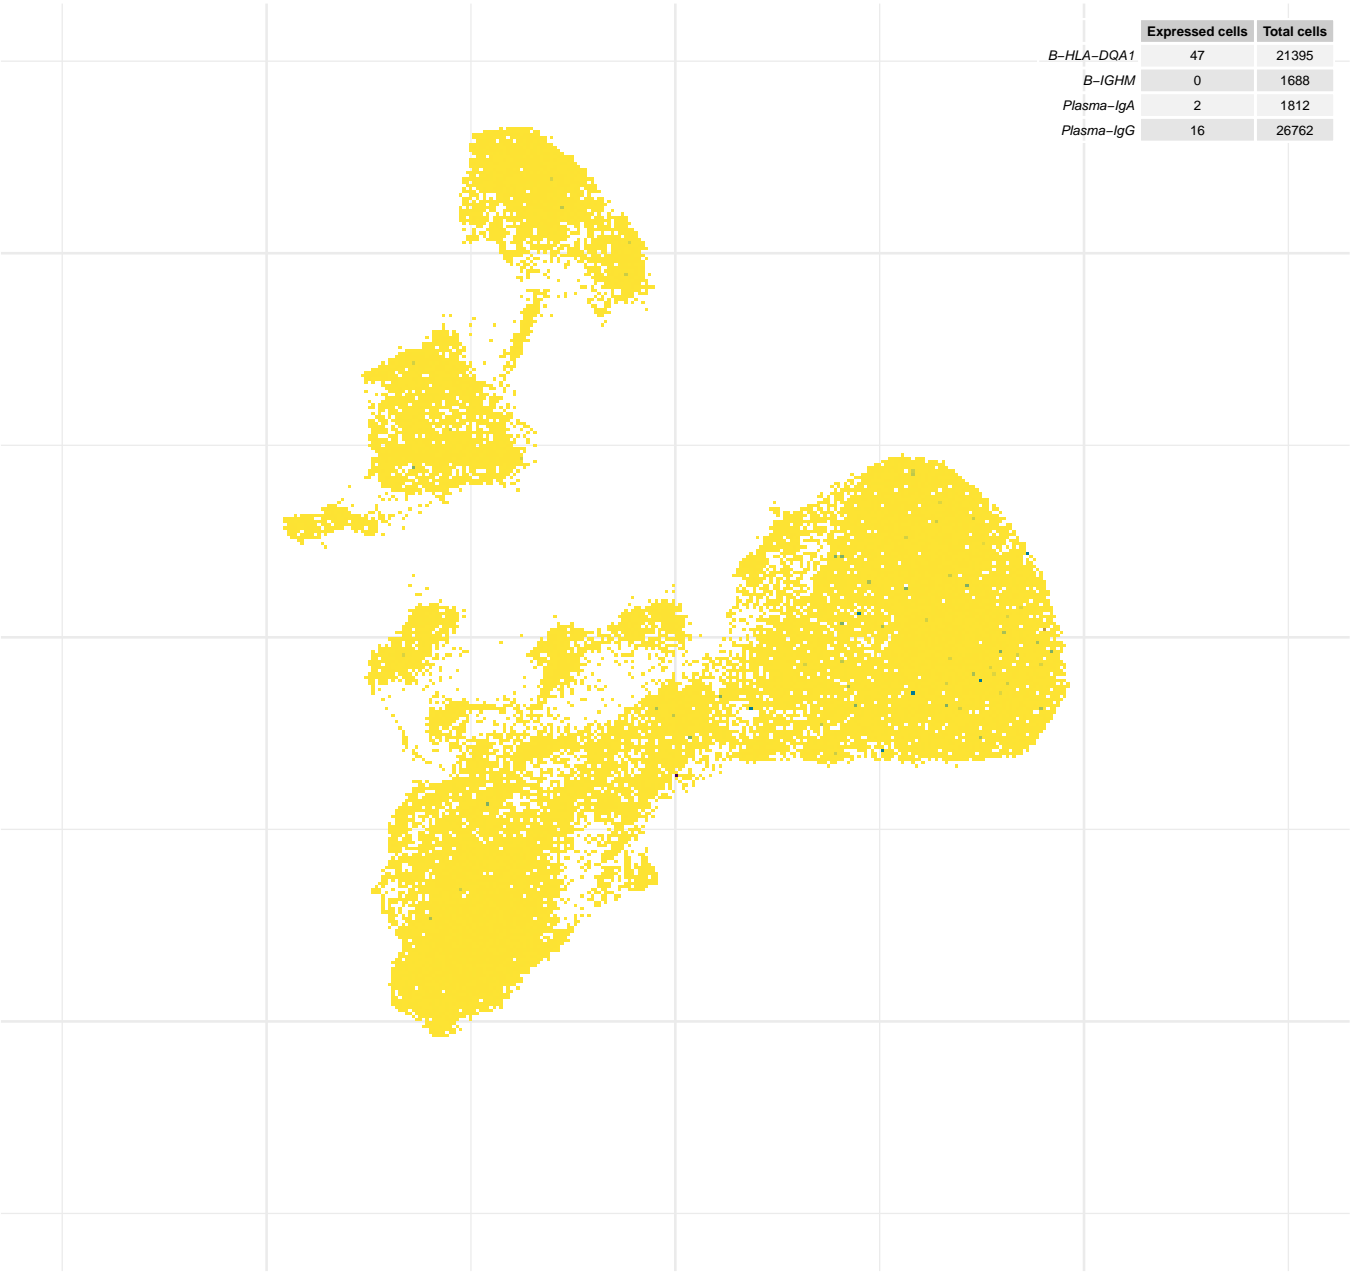 Expressed cells Total cells
B−HLA−DQA1 47 21395
B−IGHM 0 1688
Plasma−IgA 2 1812
Plasma−IgG 16 26762